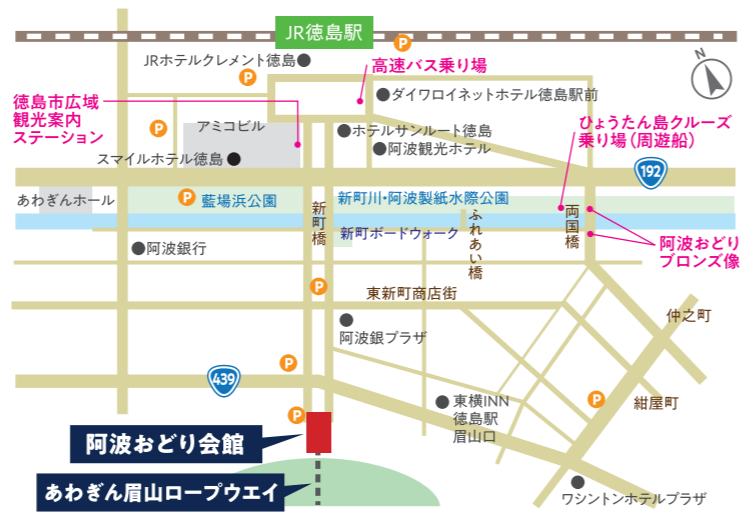 JR徳島駅
P
N
JRホテルクレメント徳島
P
高速バス乗り場
ダイワロイネットホテル徳島駅前
徳島市広域
観光案内
ステーション
P
アミコビル
ホテルサンルート徳島
ひょうたん島クルーズ
乗り場（周遊船）
スマイルホテル徳島
阿波観光ホテル
192
あわぎんホール
P
藍場浜公園
新町橋
新町川・阿波製紙水際公園
ふれあい橋
両国橋
新町ボードウォーク
阿波おどり
ブロンズ像
阿波銀行
P
東新町商店街
仲之町
阿波銀プラザ
P
439
東横INN
徳島駅
眉山口
P
紺屋町
P
阿波おどり会館
あわぎん眉山ロープウエイ
ワシントンホテルプラザ